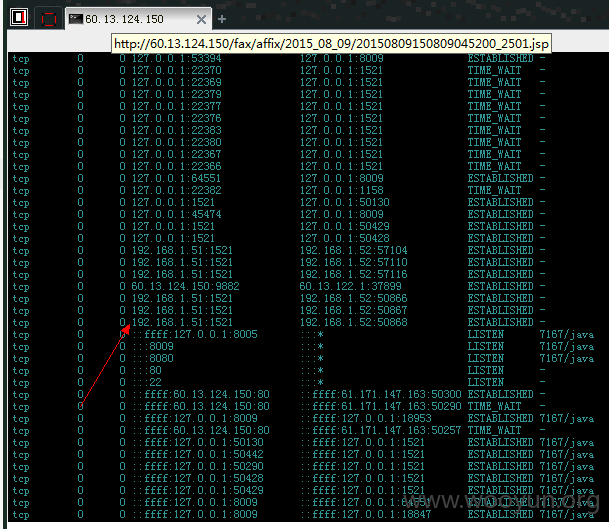 60.13.124.150
http://60.13.124.150/fax/affix/2015_08_09/20150809150809045200_2501.jsp
tcp 0 0 127.0.0.1:53394 127.0.0.1:8009 ESTABLISHED -
tcp 0 0 127.0.0.1:22370 127.0.0.1:1521 TIME_WAIT -
tcp 0 0 127.0.0.1:22369 127.0.0.1:1521 TIME_WAIT -
tcp 0 0 127.0.0.1:22379 127.0.0.1:1521 TIME_WAIT -
tcp 0 0 127.0.0.1:22377 127.0.0.1:1521 TIME_WAIT -
tcp 0 0 127.0.0.1:22376 127.0.0.1:1521 TIME_WAIT -
tcp 0 0 127.0.0.1:22383 127.0.0.1:1521 TIME_WAIT -
tcp 0 0 127.0.0.1:22380 127.0.0.1:1521 TIME_WAIT -
tcp 0 0 127.0.0.1:22367 127.0.0.1:1521 TIME_WAIT -
tcp 0 0 127.0.0.1:22366 127.0.0.1:1521 TIME_WAIT -
tcp 0 0 127.0.0.1:64551 127.0.0.1:8009 ESTABLISHED -
tcp 0 0 127.0.0.1:22382 127.0.0.1:1158 TIME_WAIT -
tcp 0 0 127.0.0.1:1521 127.0.0.1:50130 ESTABLISHED -
tcp 0 0 127.0.0.1:45474 127.0.0.1:8009 ESTABLISHED -
tcp 0 0 127.0.0.1:1521 127.0.0.1:50429 ESTABLISHED -
tcp 0 0 127.0.0.1:1521 127.0.0.1:50428 ESTABLISHED -
tcp 0 0 192.168.1.51:1521 192.168.1.52:57104 ESTABLISHED -
tcp 0 0 192.168.1.51:1521 192.168.1.52:57110 ESTABLISHED -
tcp 0 0 192.168.1.51:1521 192.168.1.52:57116 ESTABLISHED -
tcp 0 0 60.13.124.150:9882 60.13.122.1:37899 ESTABLISHED -
tcp 0 0 192.168.1.51:1521 192.168.1.52:50866 ESTABLISHED -
tcp 0 0 192.168.1.51:1521 192.168.1.52:50867 ESTABLISHED -
tcp 0 0 192.168.1.51:1521 192.168.1.52:50868 ESTABLISHED -
tcp 0 0 ::ffff:127.0.0.1:8005 :::* LISTEN 7167/java
tcp 0 0 :::8009 :::* LISTEN 7167/java
tcp 0 0 :::8080 :::* LISTEN 7167/java
tcp 0 0 :::80 :::* LISTEN -
tcp 0 0 :::22 :::* LISTEN -
tcp 0 0 ::ffff:60.13.124.150:80 ::ffff:61.171.147.163:50300 ESTABLISHED -
tcp 0 0 ::ffff:60.13.124.150:80 ::ffff:61.171.147.163:50290 TIME_WAIT -
tcp 0 0 ::ffff:127.0.0.1:8009 ::ffff:127.0.0.1:18953 ESTABLISHED 7167/java
tcp 0 0 ::ffff:60.13.124.150:80 ::ffff:61.171.147.163:50257 TIME_WAIT -
tcp 0 0 ::ffff:127.0.0.1:50130 ::ffff:127.0.0.1:1521 ESTABLISHED 7167/java
tcp 0 0 ::ffff:127.0.0.1:50442 ::ffff:127.0.0.1:1521 ESTABLISHED 7167/java
tcp 0 0 ::ffff:127.0.0.1:50290 ::ffff:127.0.0.1:1521 ESTABLISHED 7167/java
tcp 0 0 ::ffff:127.0.0.1:50428 ::ffff:127.0.0.1:1521 ESTABLISHED 7167/java
tcp 0 0 ::ffff:127.0.0.1:50429 ::ffff:127.0.0.1:1521 ESTABLISHED 7167/java
tcp 0 0 ::ffff:127.0.0.1:8009 ESTABLISHED 7167/java
tcp 0 0 ::ffff:127.0.0.1:8009 ::ffff:127.0.0.1:18847 ESTABLISHED 7167/java
www.wooyun.org